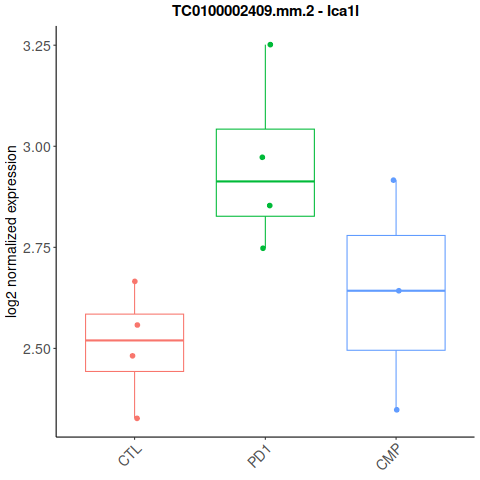 TC0100002409.mm.2 - Ica1l
log2 normalized expression
3.25
3.00
2.75
2.50
CTL
PD1
CMP